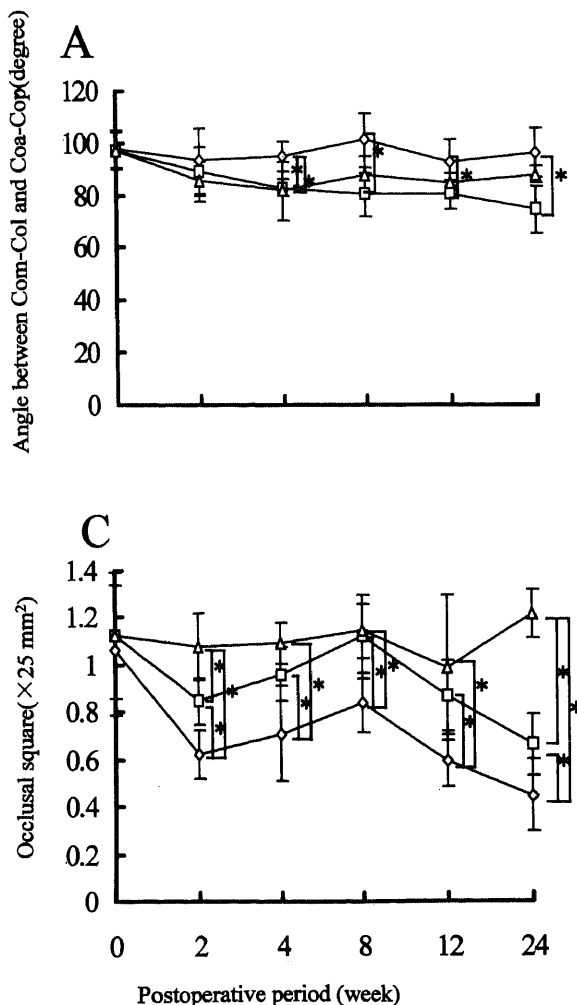 A
Angle between Com-Col and Coa-Cop(degree)
120
100
80
60
40
20
0
* * * * *
C
Occlusal square(×25 mm²)
1.4
1.2
1
0.8
0.6
0.4
0.2
0
* * * * * * * * * * * *
0 2 4 8 12 24
Postoperative period (week)